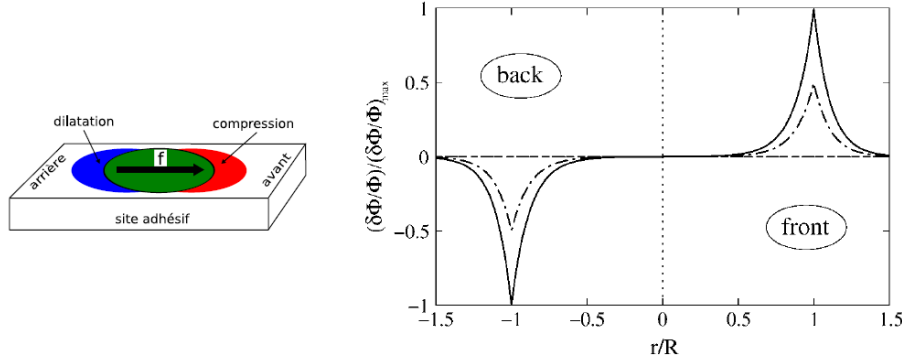 dilatation
compression
f
arrière
avant
site adhésif
(δΦ/Φ)/(δΦ/Φ)max
1
0.5
0
−0.5
−1
back
front
−1.5 −1 −0.5 0 0.5 1 1.5
r/R